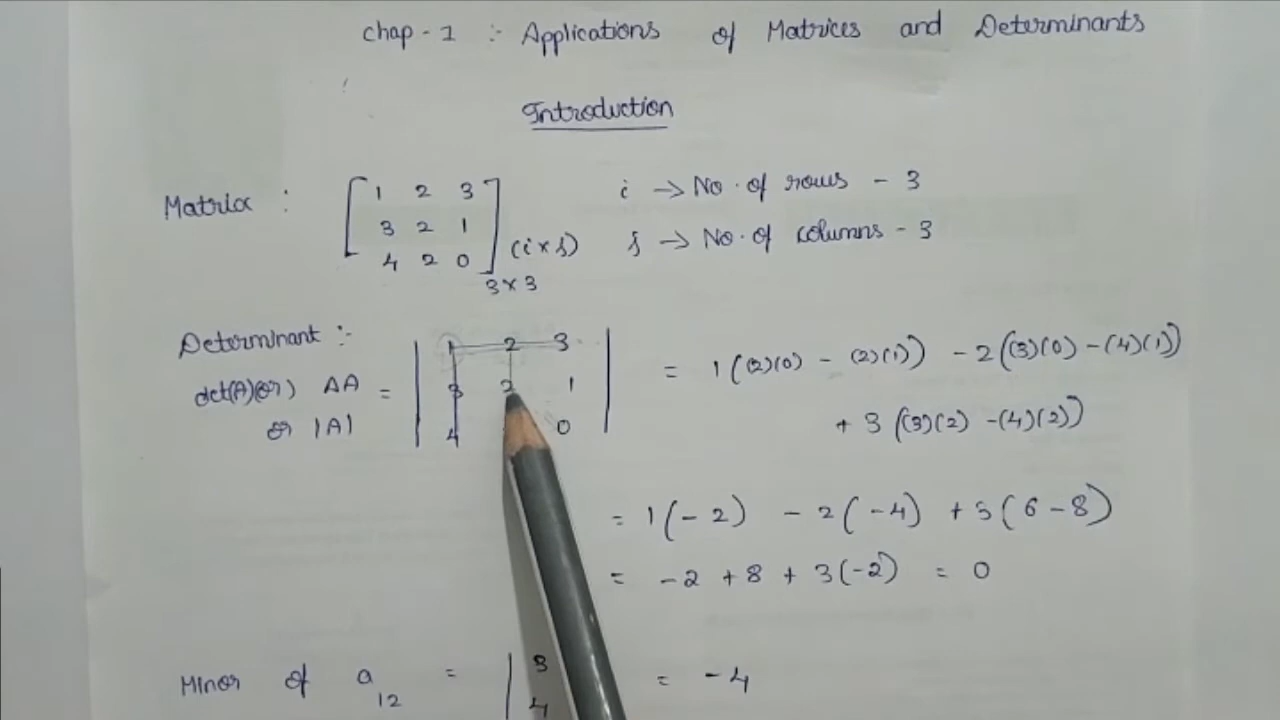 chap - 1 :- Applications of Matrices and Determinants
Introduction
Matrix : [ 1 2 3 i → No. of rows - 3
3 2 1 (i x j) j → No. of columns - 3
4 2 0 ] 3 x 3
Determinant :- | 1 2 3 | = 1((2)(0) - (2)(1)) - 2((3)(0) - (4)(1))
det(A)(or) ΔA = 3 2 1
or |A| 4 0 + 3((3)(2) - (4)(2))
= 1(-2) - 2(-4) + 3(6 - 8)
= -2 + 8 + 3(-2) = 0
Minor of a12 = | 3 = -4
4